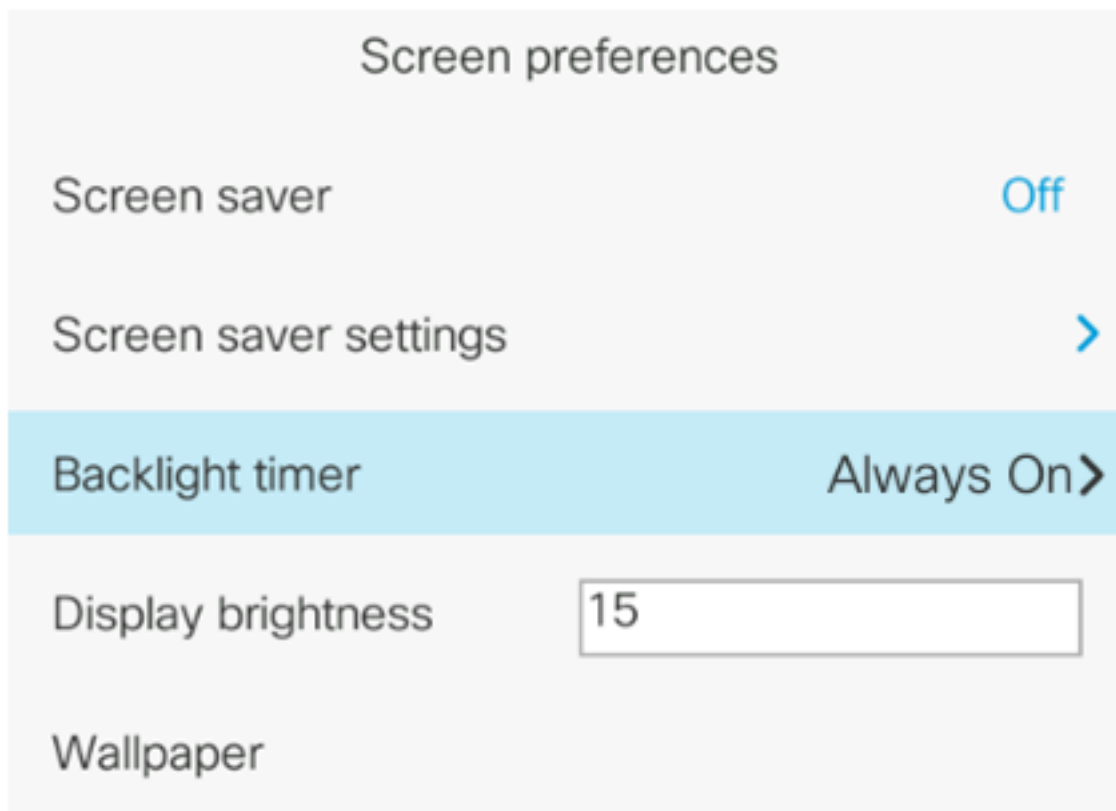 Screen preferences
Screen saver Off
Screen saver settings
Backlight timer Always On
Display brightness 15
Wallpaper